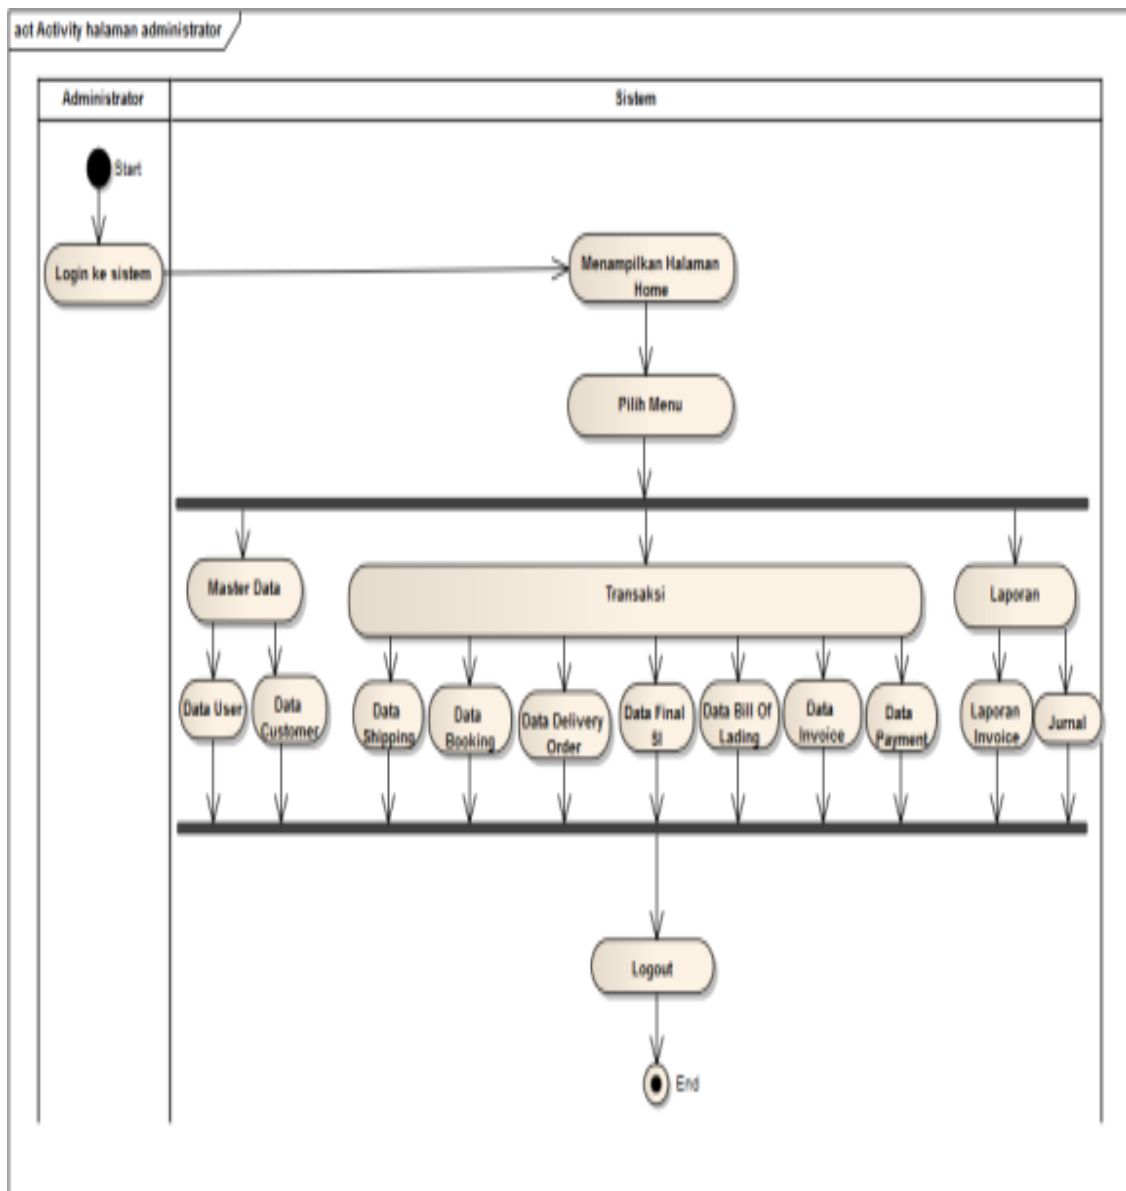 act Activity halaman administrator
Administrator
Sistem
Start
Login ke sistem
Menampilkan Halaman
Home
Pilih Menu
Master Data
Transaksi
Laporan
Data User
Data
Customer
Data
Shipping
Data
Booking
Data Delivery
Order
Data Final
SI
Data Bill Of
Lading
Data
Invoice
Data
Payment
Laporan
Invoice
Jurnal
Logout
End